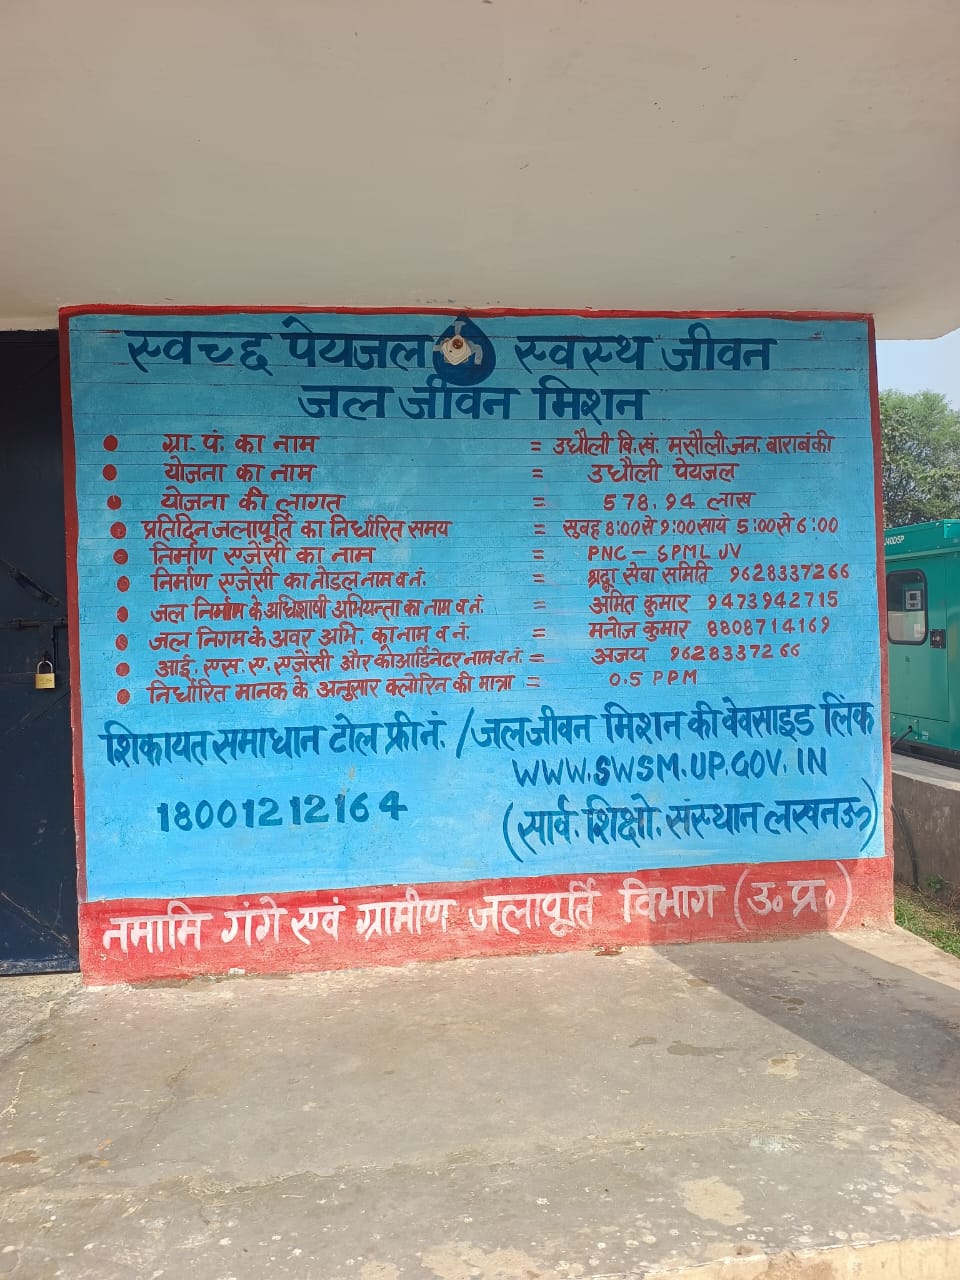 स्वच्छ पेयजल स्वस्थ जीवन
जल जीवन मिशन
ग्रा. पं. का नाम = उधौली वि.खं. मसौली जन. बाराबंकी
योजना का नाम = उधौली पेयजल
योजना की लागत = 578.94 लाख
प्रतिदिन जलापूर्ति का निर्धारित समय = सुबह 8:00 से 9:00 सायं 5:00 से 6:00
निर्माण एजेंसी का नाम = PNC - SPML JV
निर्माण एजेंसी का नोडल नाम व नं. = श्रद्धा सेवा समिति 9628337266
जल निर्माण के अधिशाषी अभियन्ता का नाम व नं. = अमित कुमार 9473942715
जल निगम के अवर अभि. का नाम व नं. = मनोज कुमार 8808714169
आई. एस. ए. एजेंसी और कोआर्डिनेटर नाम व नं. = अजय 9628337266
निर्धारित मानक के अनुसार क्लोरिन की मात्रा = 0.5 PPM
शिकायत समाधान टोल फ्री नं. / जल जीवन मिशन की वेवसाइड लिंक
WWW.SWSM.UP.GOV.IN
18001212164
(सार्व. शिक्षो. संस्थान लखनऊ)
नमामि गंगे एवं ग्रामीण जलापूर्ति विभाग (उ॰ प्र॰)